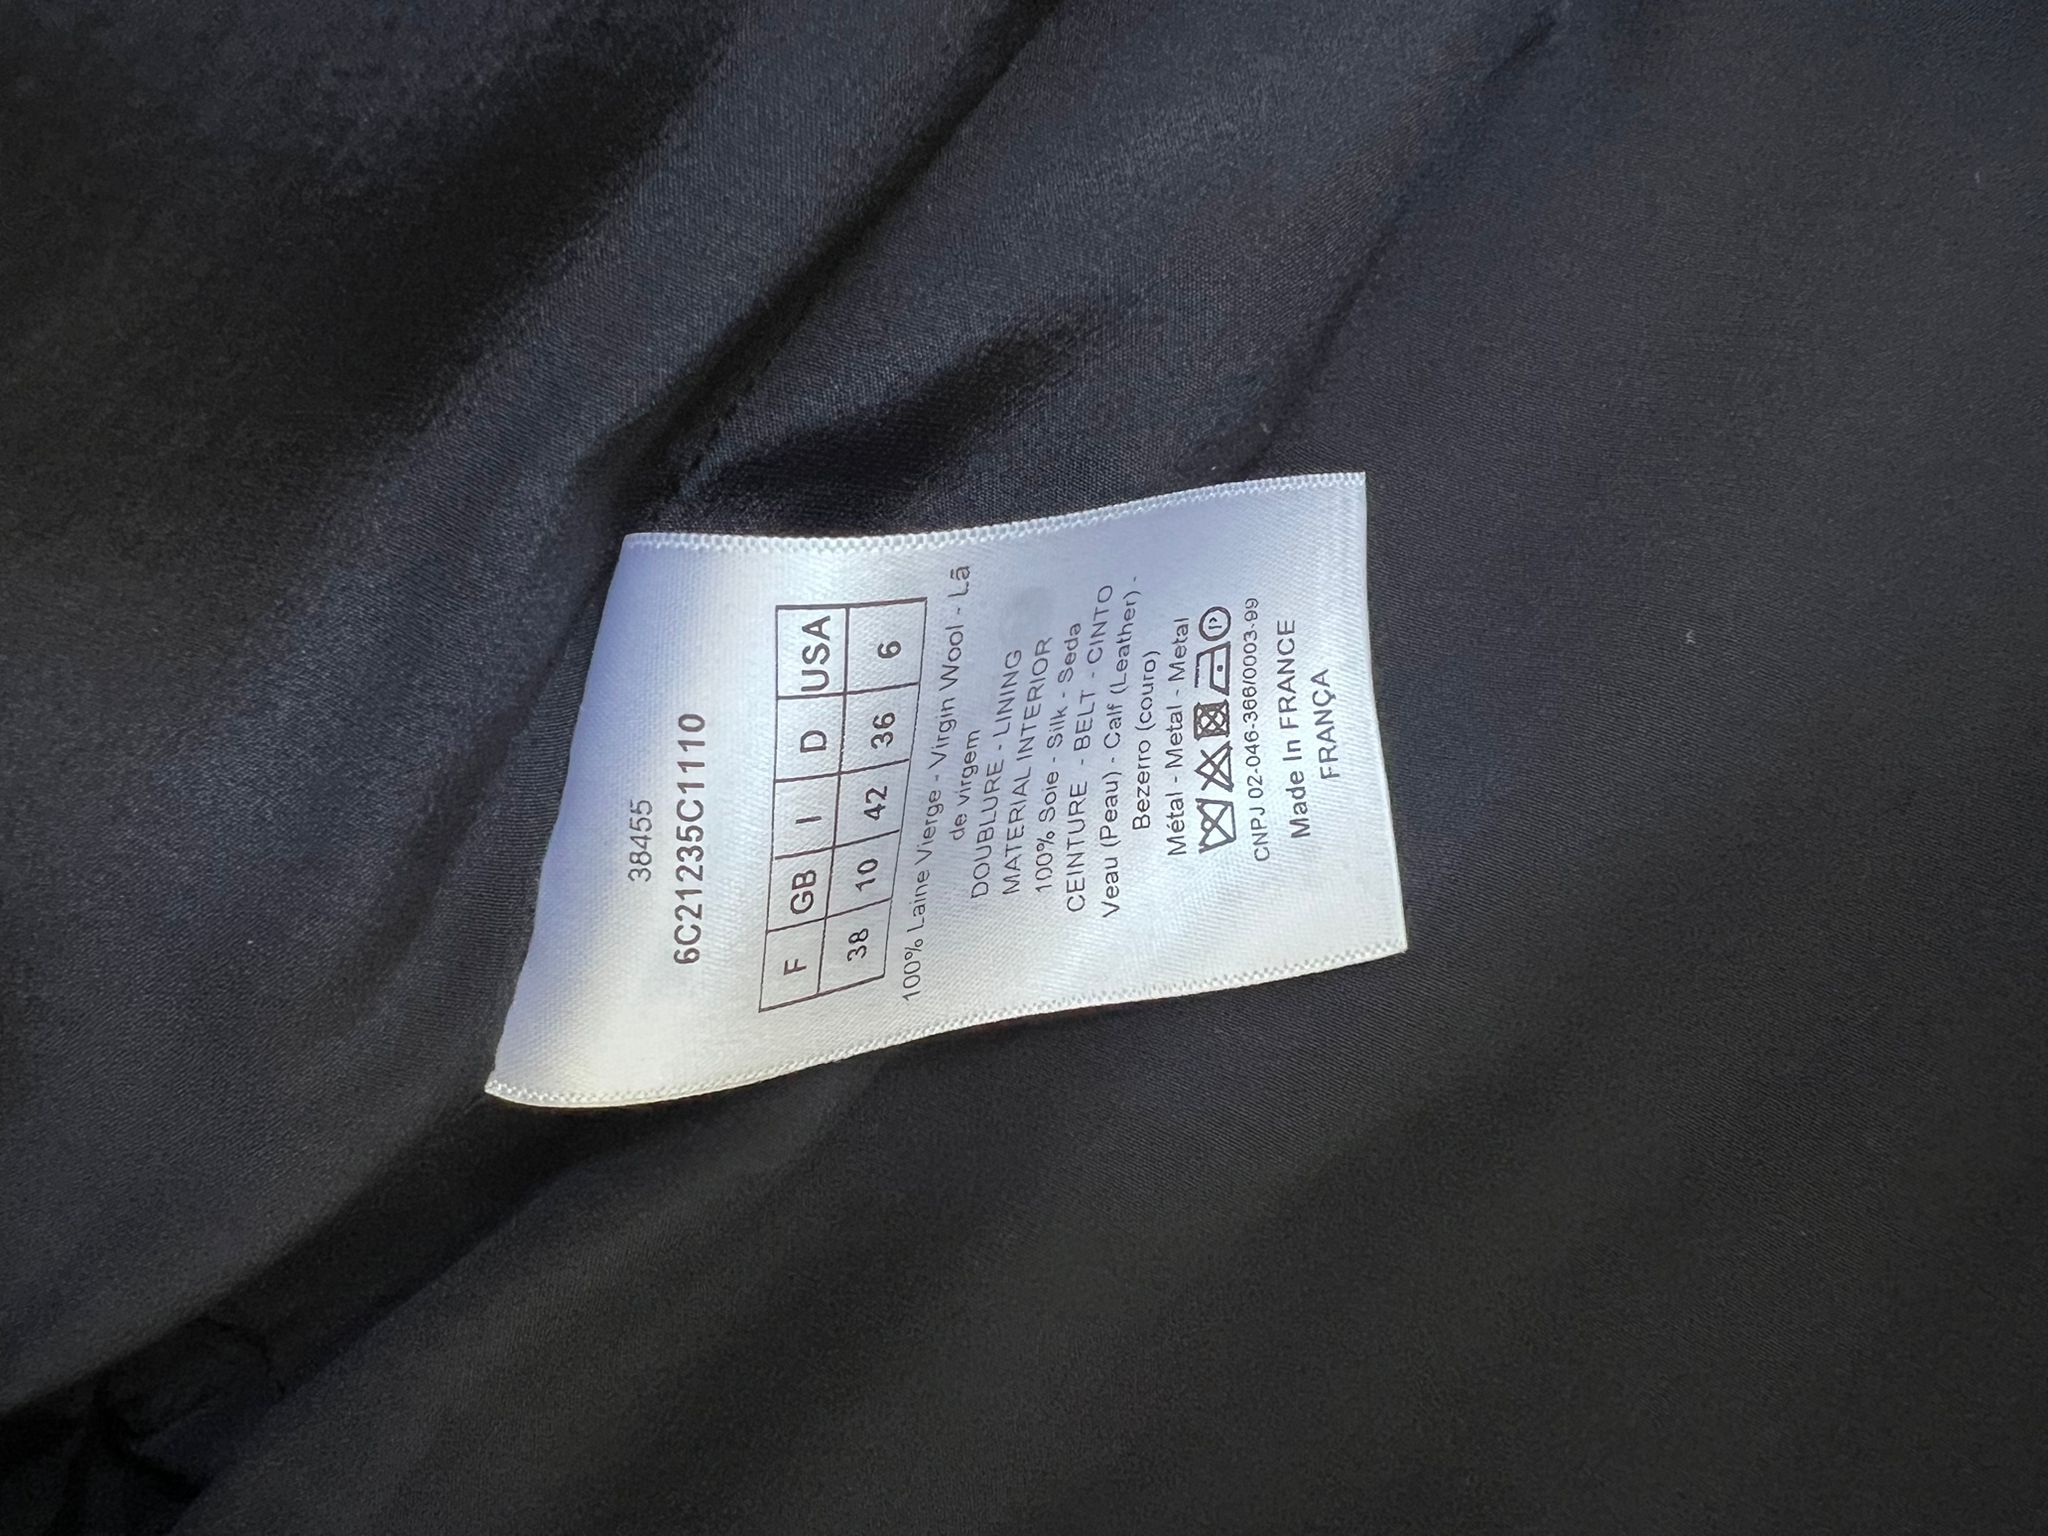 38455
6C21235C1110
F GB I D USA
38 10 42 36 6
100% Laine Vierge - Virgin Wool - Lã
de virgem
DOUBLURE - LINING
MATERIAL INTERIOR
100% Soie - Silk - Seda
CEINTURE - BELT - CINTO
Veau (Peau) - Calf (Leather) -
Bezerro (couro)
Métal - Metal - Metal
P
CNPJ 02-046-366/0003-99
Made In FRANCE
FRANÇA